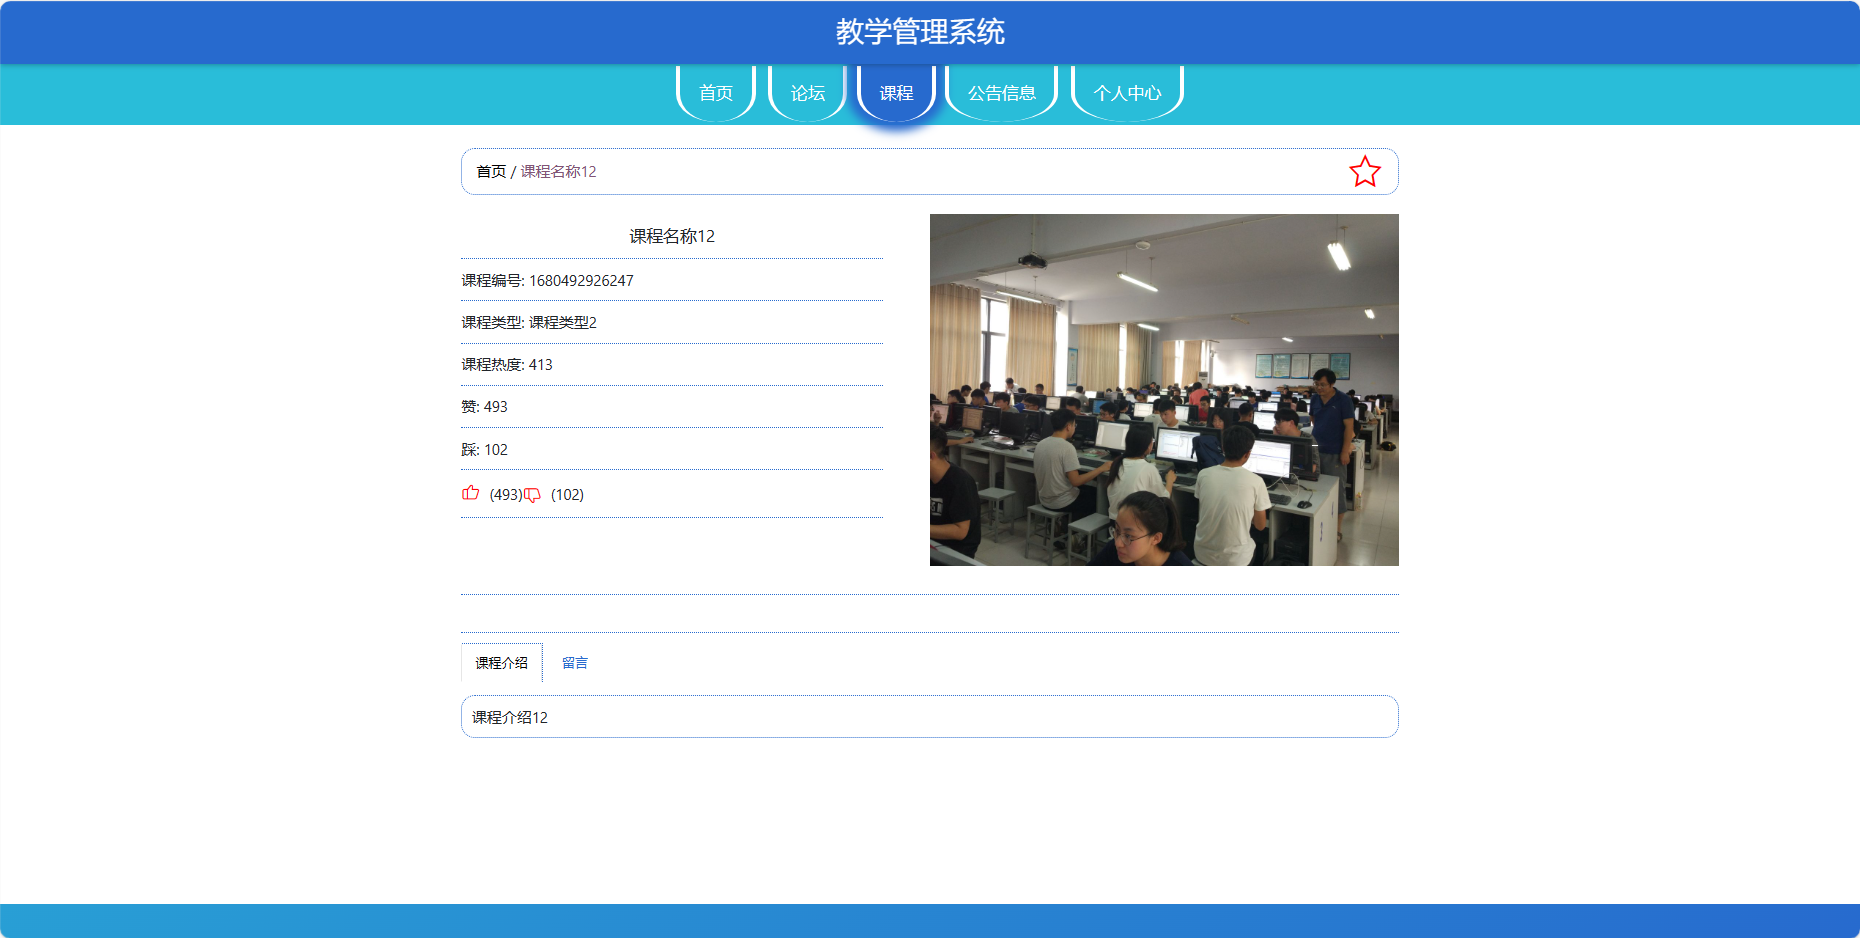 教学管理系统
首页 论坛 课程 公告信息 个人中心
首页 / 课程名称12
课程名称12
课程编号: 1680492926247
课程类型: 课程类型2
课程热度: 413
赞: 493
踩: 102
(493) (102)
课程介绍 留言
课程介绍12